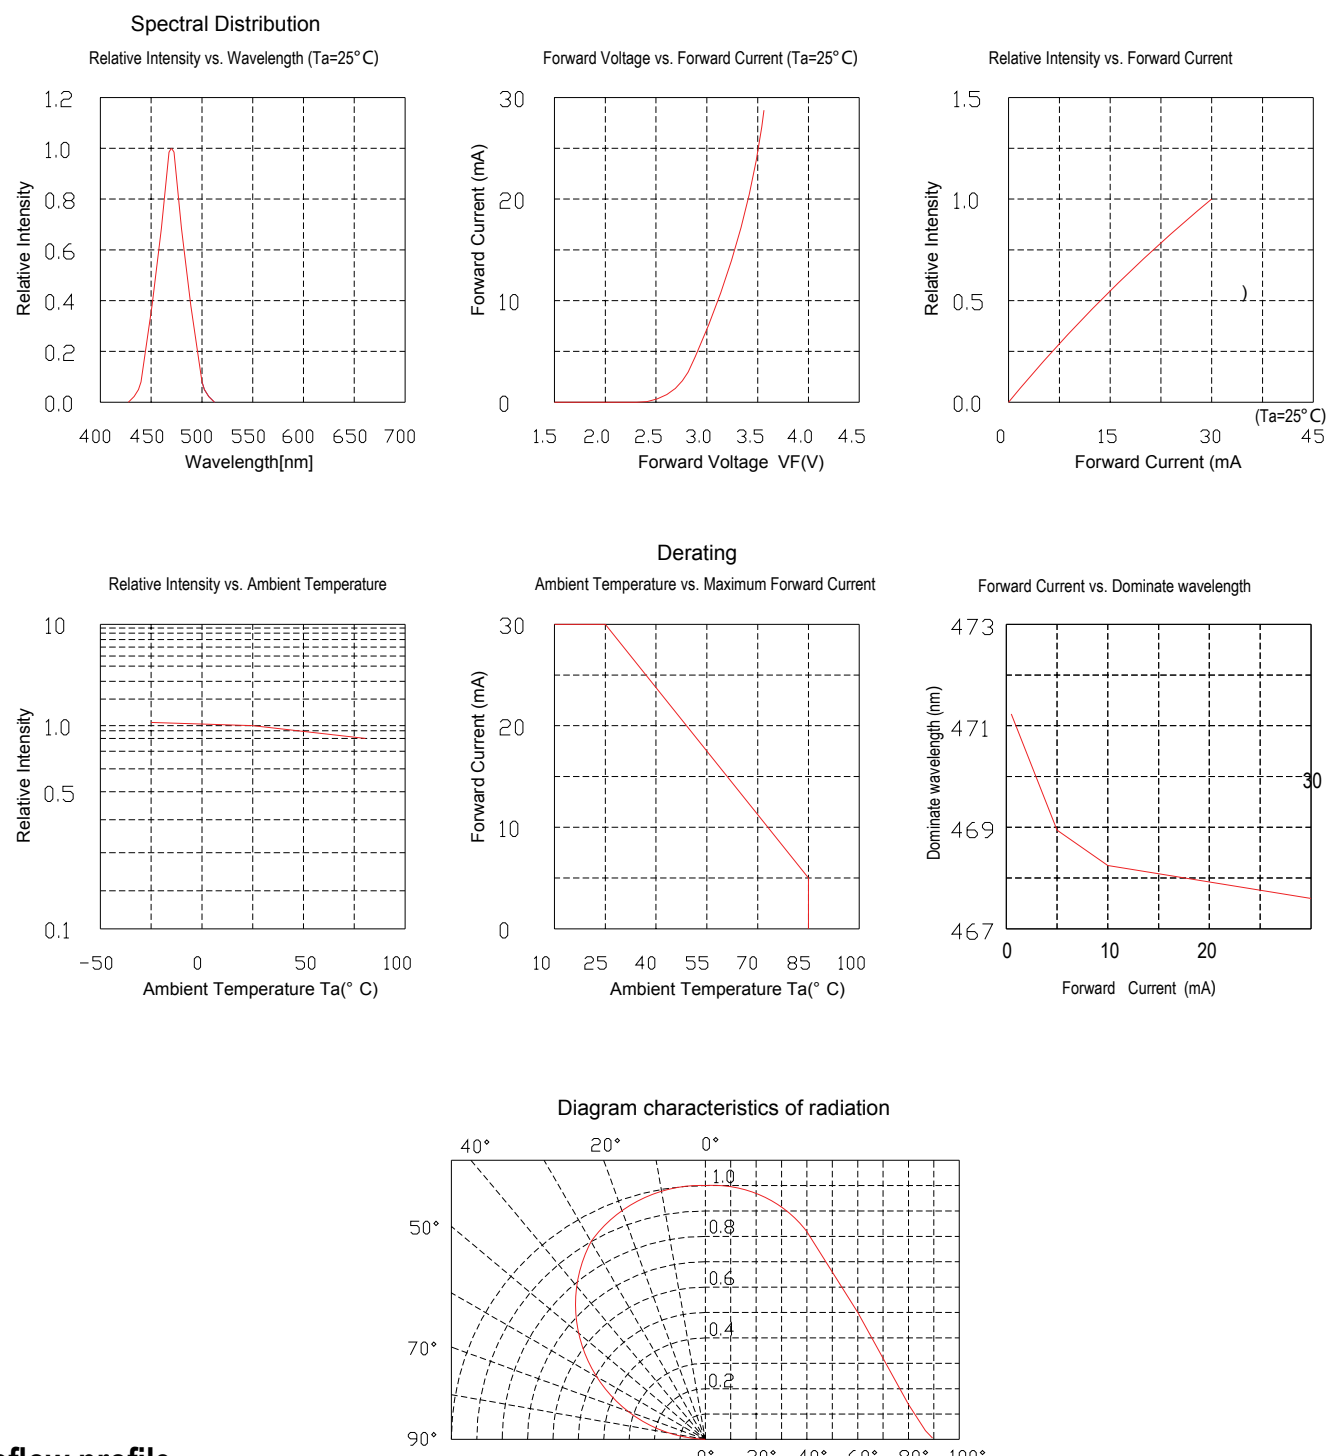 Spectral Distribution
Relative Intensity vs. Wavelength (Ta=25°C)
1.2
1.0
0.8
0.6
0.4
0.2
0.0
Relative Intensity
400 450 500 550 600 650 700
Wavelength[nm]
Forward Voltage vs. Forward Current (Ta=25°C)
30
20
10
0
Forward Current (mA)
1.5 2.0 2.5 3.0 3.5 4.0 4.5
Forward Voltage VF(V)
Relative Intensity vs. Forward Current
1.5
1.0
0.5
0.0
Relative Intensity
)
(Ta=25°C)
0 15 30 45
Forward Current (mA
Relative Intensity vs. Ambient Temperature
10
1.0
0.5
0.1
Relative Intensity
-50 0 50 100
Ambient Temperature Ta(° C)
Derating
Ambient Temperature vs. Maximum Forward Current
30
20
10
0
Forward Current (mA)
10 25 40 55 70 85 100
Ambient Temperature Ta(° C)
Forward Current vs. Dominate wavelength
473
471
469
467
Dominate wavelength (nm)
30
0 10 20
Forward Current (mA)
Diagram characteristics of radiation
40° 20° 0°
50°
70°
90°
1.0
0.8
0.6
0.4
0.2
0° 20° 40° 60° 80° 100°